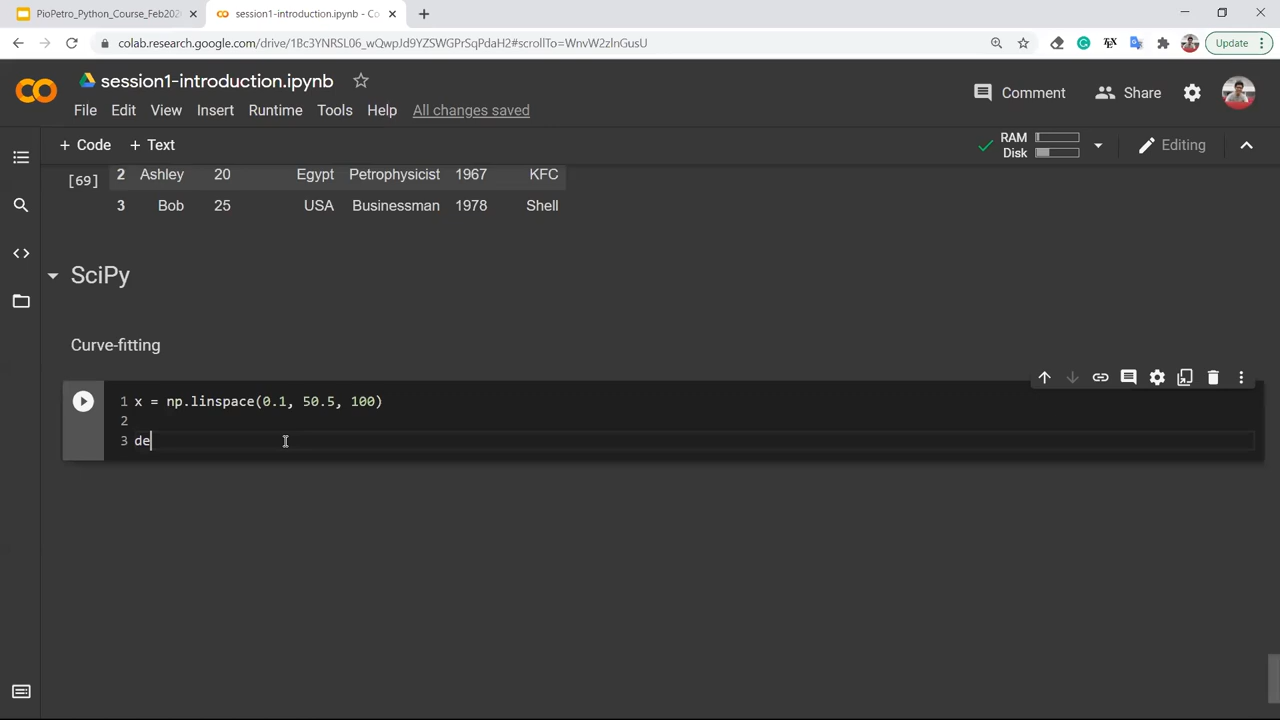 PioPetro_Python_Course_Feb202
session1-introduction.ipynb - Co
colab.research.google.com/drive/1Bc3YNRSL06_wQwpJd9YZSWGPrSqPdaH2#scrollTo=WnvW2zlnGusU
Update
session1-introduction.ipynb
File Edit View Insert Runtime Tools Help All changes saved
Comment Share
+ Code + Text
RAM
Disk
Editing
[69]
2 Ashley 20 Egypt Petrophysicist 1967 KFC
3 Bob 25 USA Businessman 1978 Shell
SciPy
Curve-fitting
1 x = np.linspace(0.1, 50.5, 100)
2
3 de